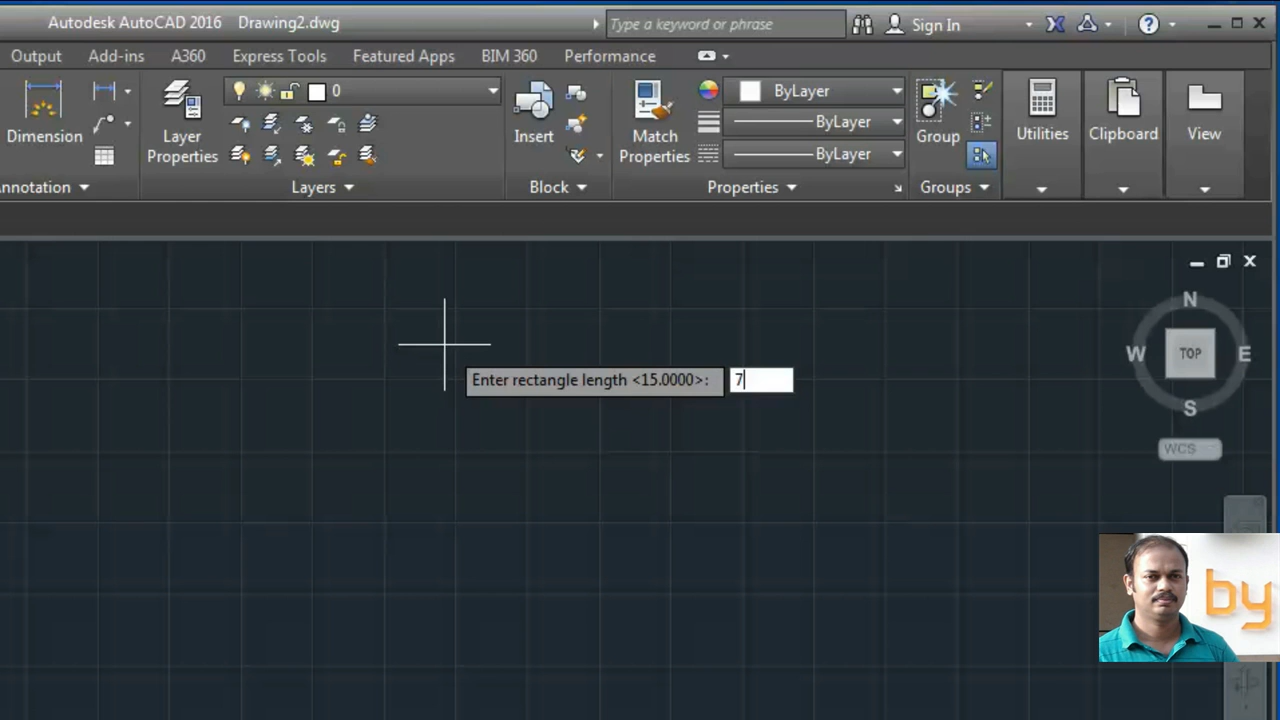 Autodesk AutoCAD 2016 Drawing2.dwg
Type a keyword or phrase
Sign In
Output Add-ins A360 Express Tools Featured Apps BIM 360 Performance
0
ByLayer
ByLayer
ByLayer
Dimension
Layer
Properties
Insert
Match
Properties
Group
Utilities
Clipboard
View
nnotation
Layers
Block
Properties
Groups
N
W
TOP
E
S
WCS
Enter rectangle length <15.0000>: 7
by